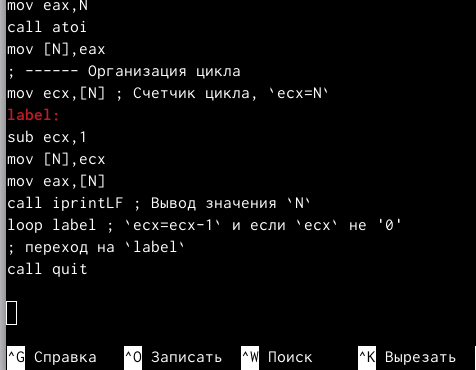 mov eax,N
call atoi
mov [N],eax
; ------ Организация цикла
mov ecx,[N] ; Счетчик цикла, `ecx=N`
label:
sub ecx,1
mov [N],ecx
mov eax,[N]
call iprintLF ; Вывод значения `N`
loop label ; `ecx=ecx-1` и если `ecx` не '0'
; переход на `label`
call quit
^G Справка ^O Записать ^W Поиск ^K Вырезать